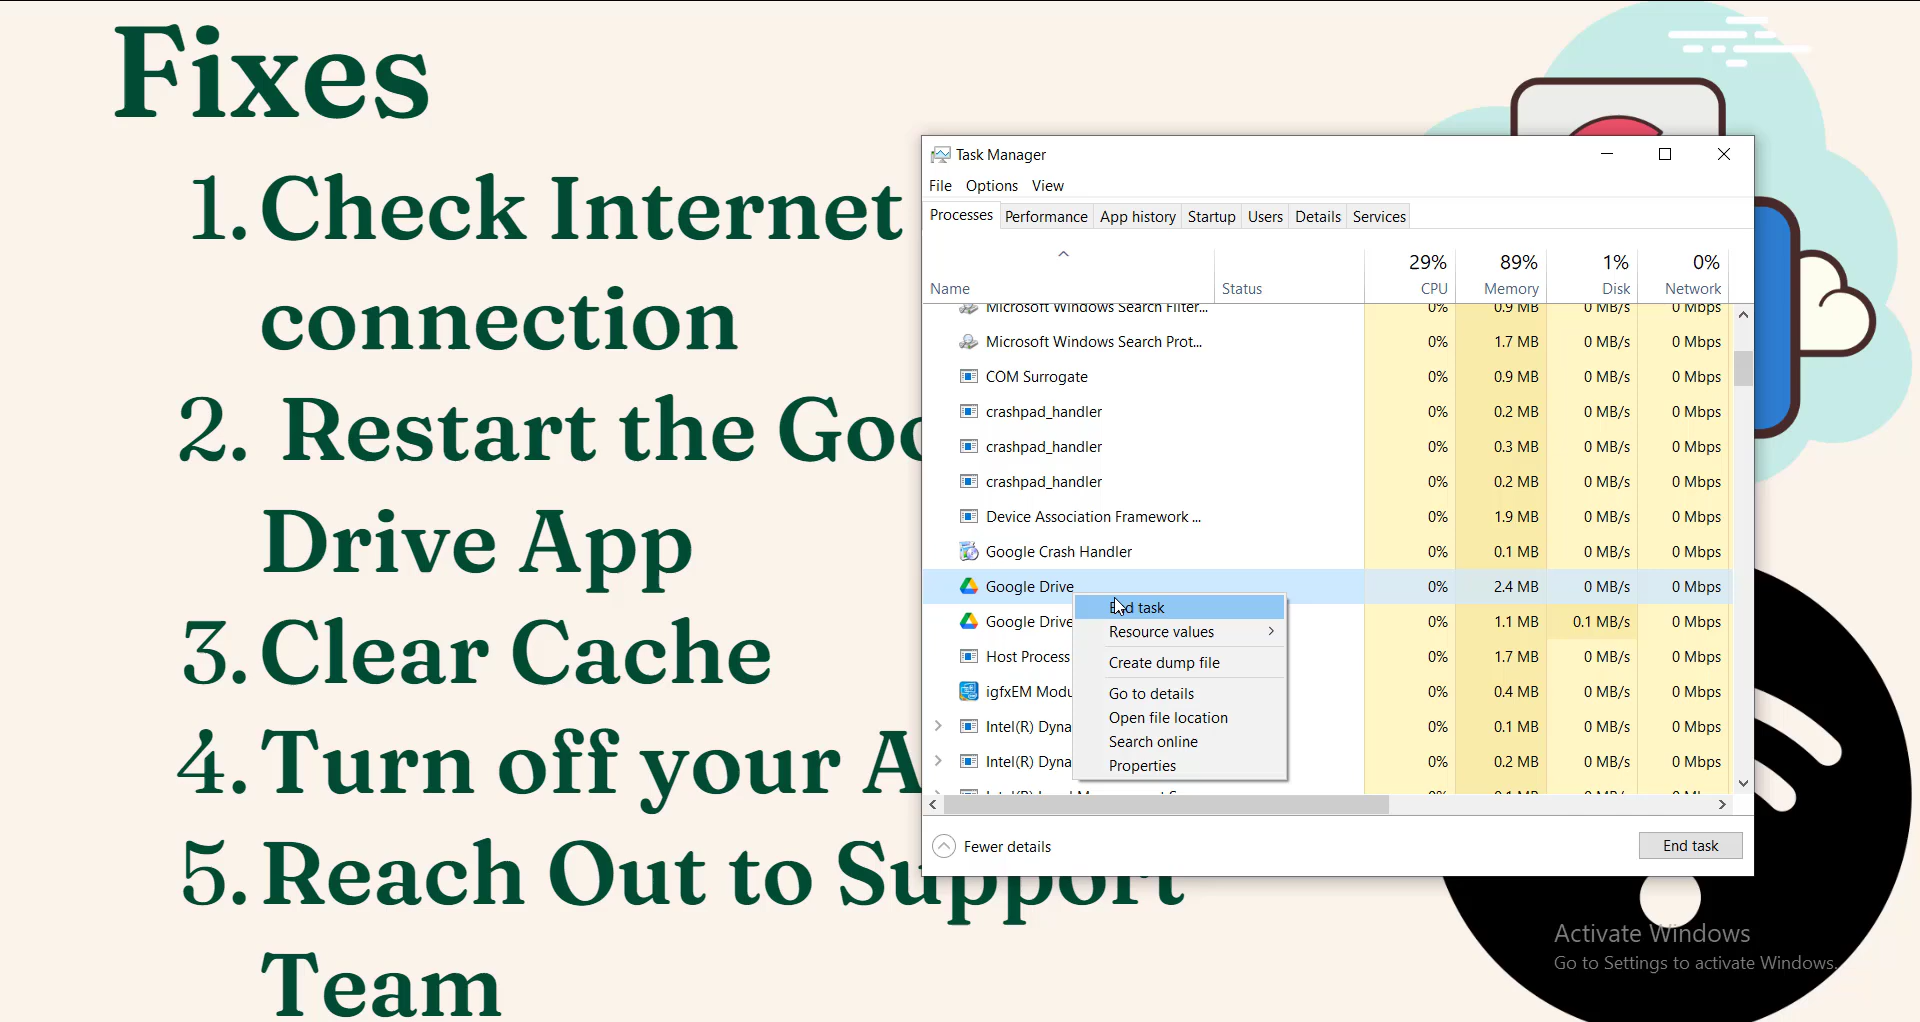 Fixes
1. Check Internet
connection
2. Restart the Goo
Drive App
3. Clear Cache
4. Turn off your A
5. Reach Out to Support
Team
Task Manager
File Options View
Processes Performance App history Startup Users Details Services
29% 89% 1% 0%
Name Status CPU Memory Disk Network
Microsoft Windows Search Filter... 0% 0.9 MB 0 MB/s 0 Mbps
Microsoft Windows Search Prot... 0% 1.7 MB 0 MB/s 0 Mbps
COM Surrogate 0% 0.9 MB 0 MB/s 0 Mbps
crashpad_handler 0% 0.2 MB 0 MB/s 0 Mbps
crashpad_handler 0% 0.3 MB 0 MB/s 0 Mbps
crashpad_handler 0% 0.2 MB 0 MB/s 0 Mbps
Device Association Framework ... 0% 1.9 MB 0 MB/s 0 Mbps
Google Crash Handler 0% 0.1 MB 0 MB/s 0 Mbps
Google Drive 0% 2.4 MB 0 MB/s 0 Mbps
Google Drive 0% 1.1 MB 0.1 MB/s 0 Mbps
Host Process 0% 1.7 MB 0 MB/s 0 Mbps
igfxEM Modu 0% 0.4 MB 0 MB/s 0 Mbps
Intel(R) Dyna 0% 0.1 MB 0 MB/s 0 Mbps
Intel(R) Dyna 0% 0.2 MB 0 MB/s 0 Mbps
End task
Resource values
Create dump file
Go to details
Open file location
Search online
Properties
Fewer details
End task
Activate Windows
Go to Settings to activate Windows.